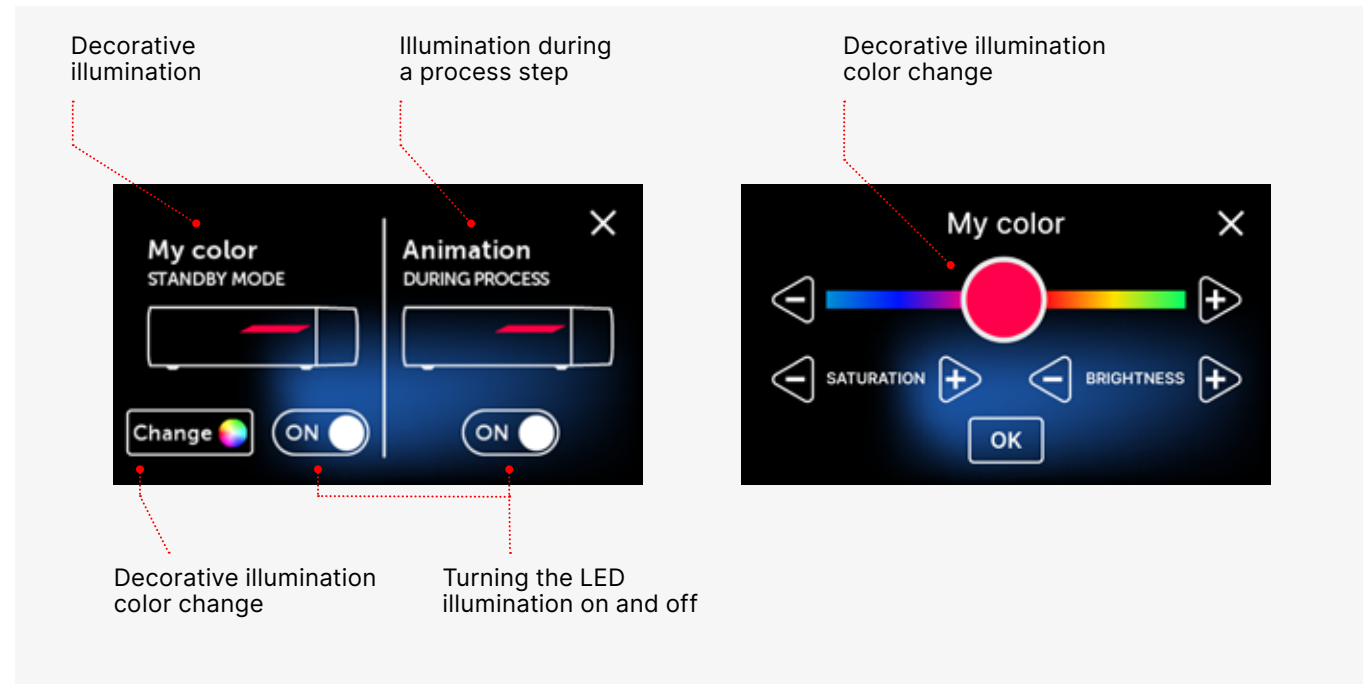 Decorative
illumination
Illumination during
a process step
Decorative illumination
color change
My color
STANDBY MODE
Animation
DURING PROCESS
Change
ON
ON
My color
SATURATION
BRIGHTNESS
OK
Decorative illumination
color change
Turning the LED
illumination on and off